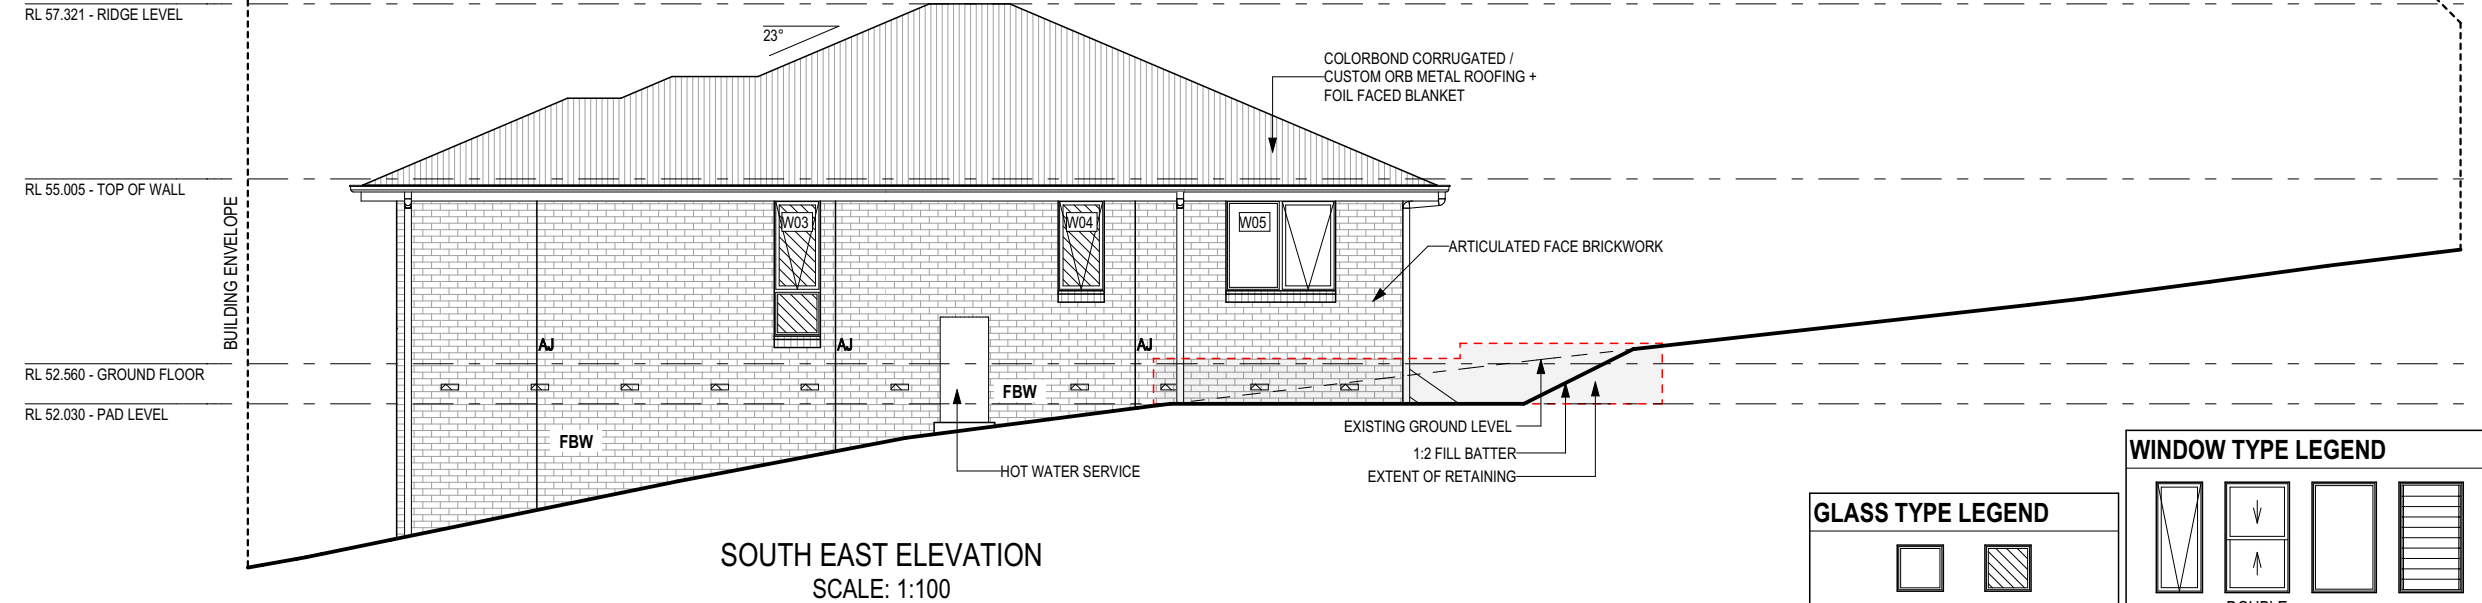 RL 57.321 - RIDGE LEVEL
23°
COLORBOND CORRUGATED /
CUSTOM ORB METAL ROOFING +
FOIL FACED BLANKET
RL 55.005 - TOP OF WALL
BUILDING ENVELOPE
W03
W04
W05
ARTICULATED FACE BRICKWORK
AJ
AJ
AJ
RL 52.560 - GROUND FLOOR
FBW
RL 52.030 - PAD LEVEL
FBW
EXISTING GROUND LEVEL
1:2 FILL BATTER
EXTENT OF RETAINING
HOT WATER SERVICE
SOUTH EAST ELEVATION
SCALE: 1:100
GLASS TYPE LEGEND
WINDOW TYPE LEGEND